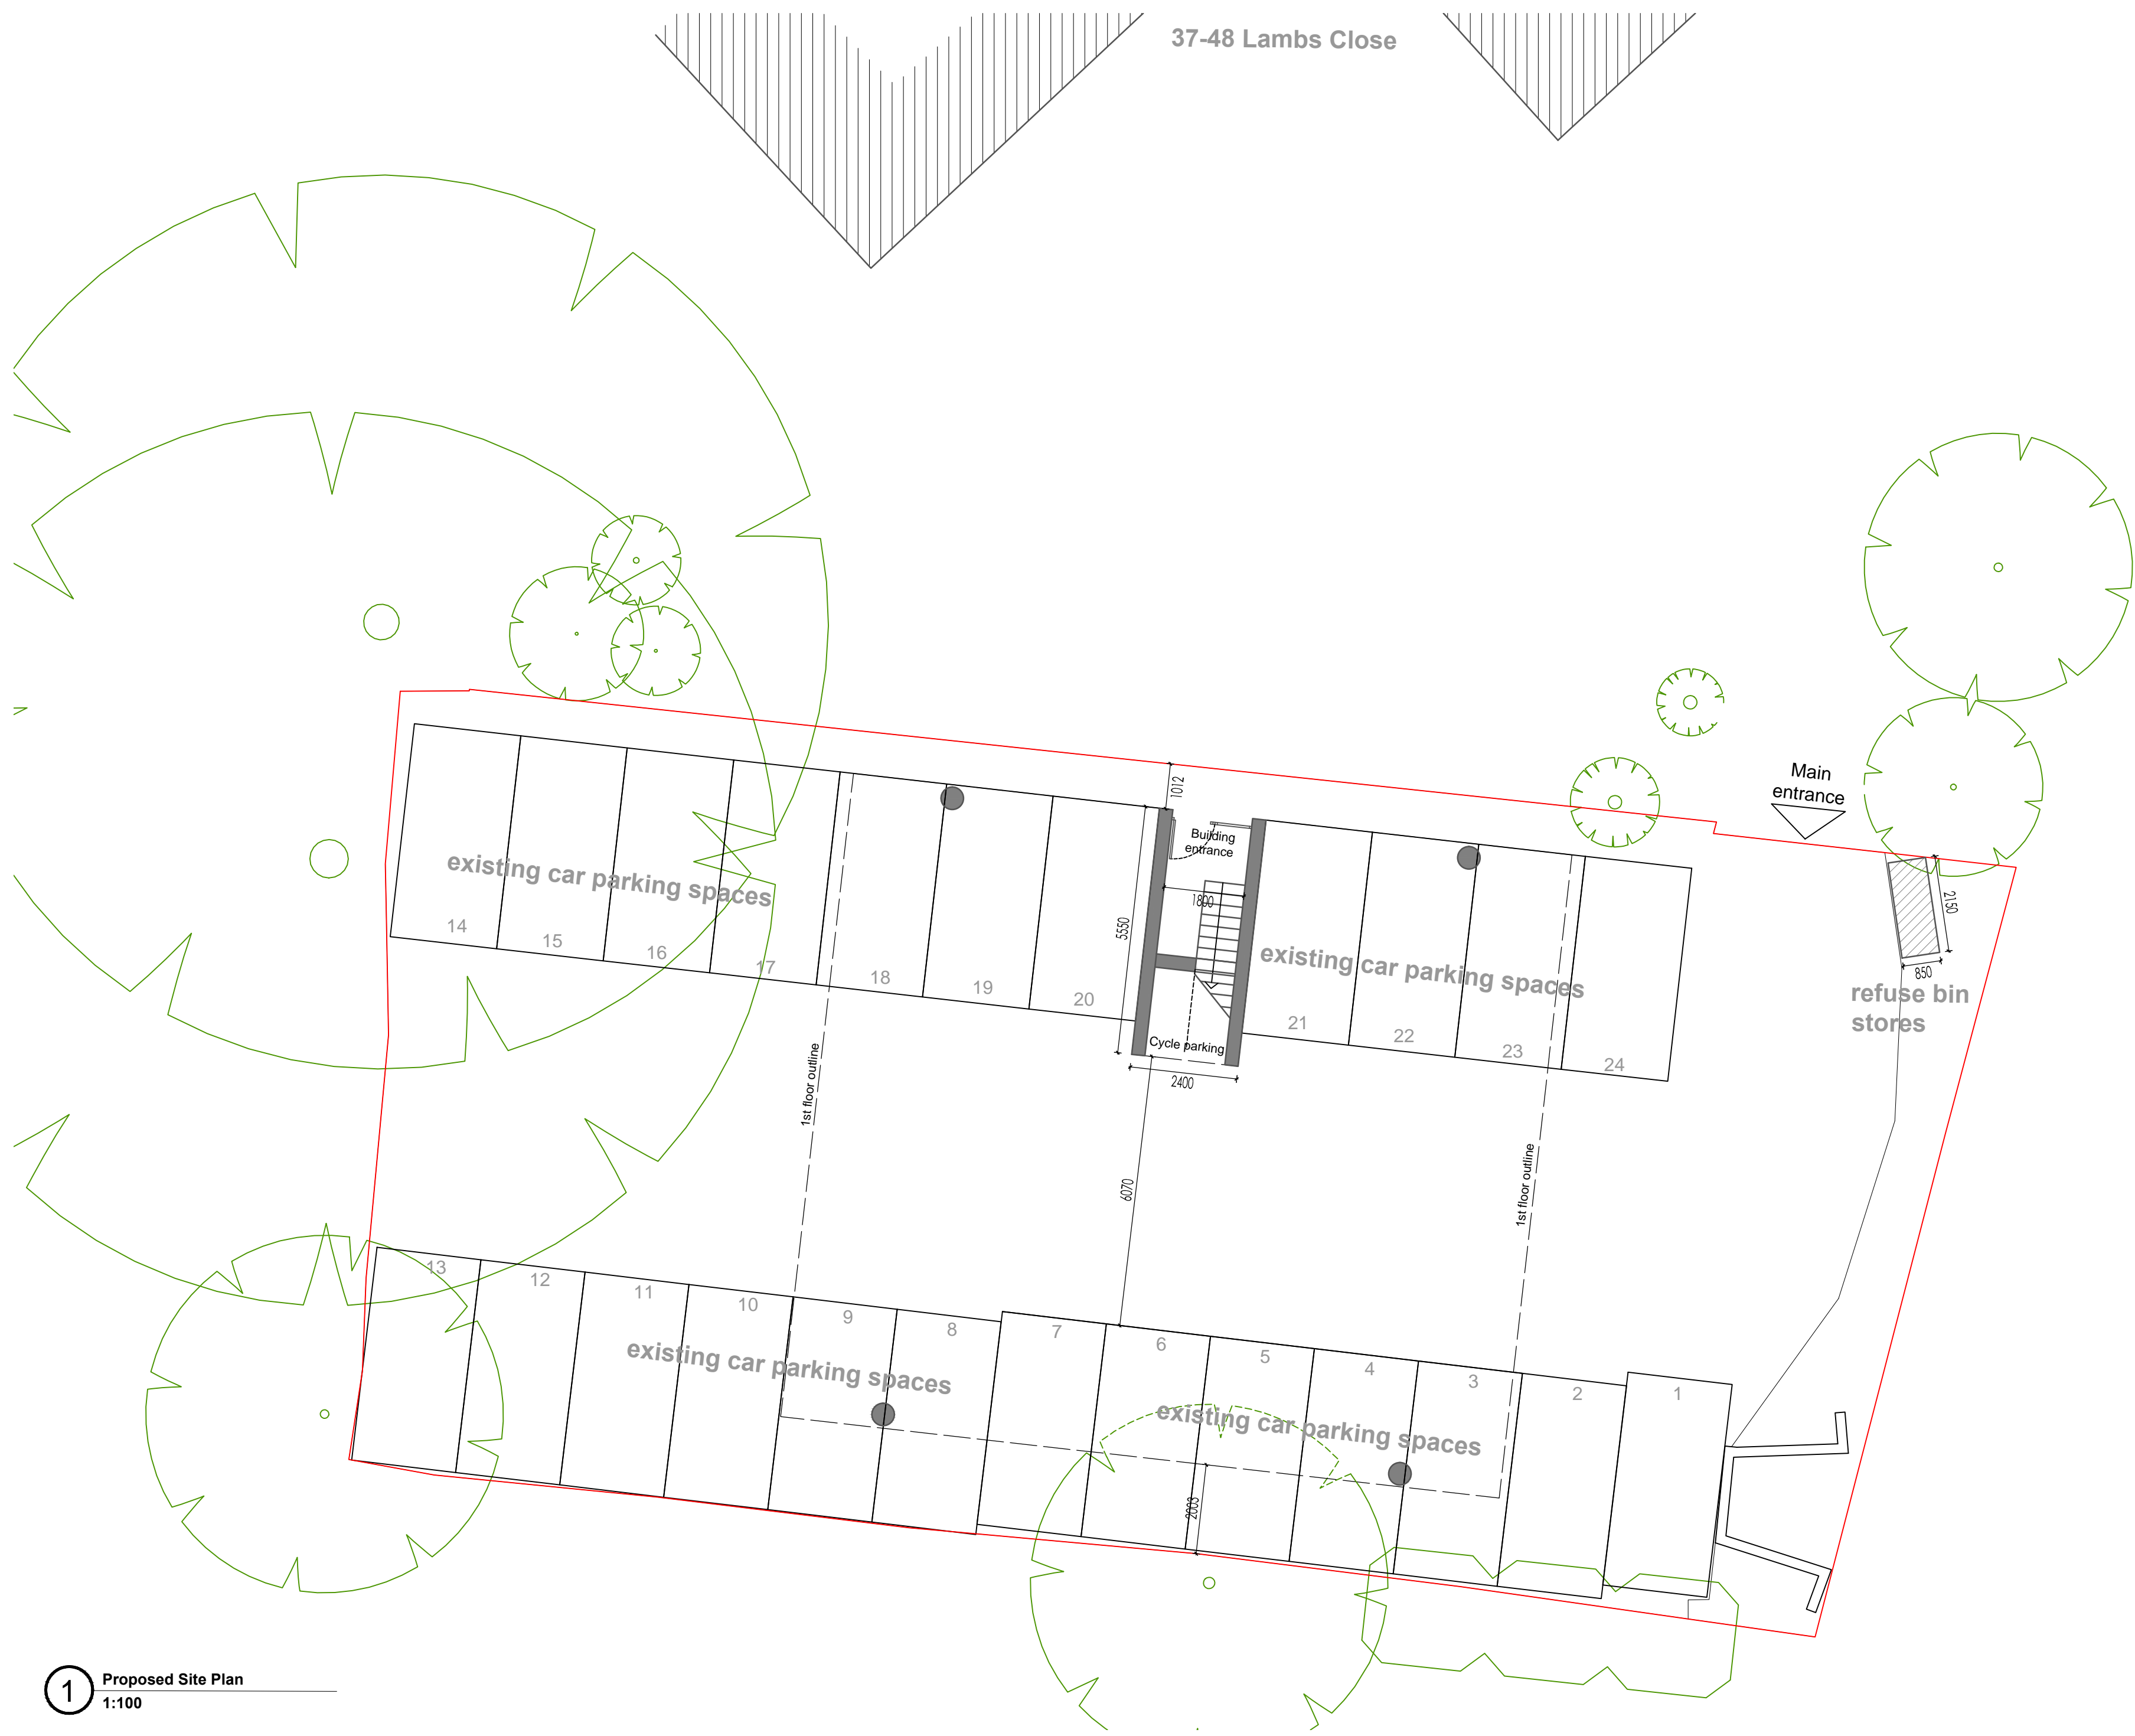 37-48 Lambs Close
Main
entrance
1012
Building
entrance
existing car parking spaces
1800
5550
2150
850
14
15
16
17
18
19
20
existing car parking spaces
21
22
23
24
refuse bin
stores
Cycle parking
2400
1st floor outline
1st floor outline
6070
13
12
11
10
9
8
7
6
5
4
3
2
1
existing car parking spaces
existing car parking spaces
2003
1
Proposed Site Plan
1:100